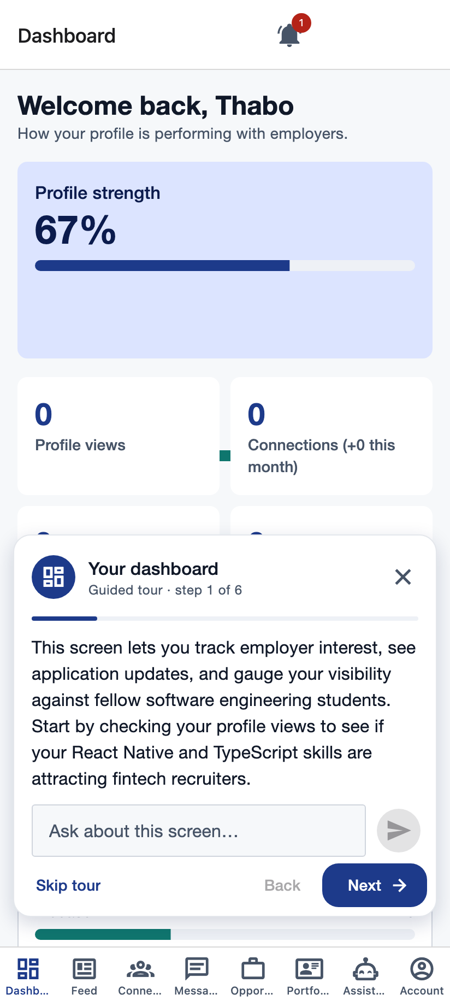 Dashboard
1
Welcome back, Thabo
How your profile is performing with employers.
Profile strength
67%
0
Profile views
0
Connections (+0 this
month)
Your dashboard
Guided tour · step 1 of 6
This screen lets you track employer interest, see
application updates, and gauge your visibility
against fellow software engineering students.
Start by checking your profile views to see if
your React Native and TypeScript skills are
attracting fintech recruiters.
Ask about this screen...
Skip tour
Back
Next
Dashb...
Feed
Conne...
Messa...
Oppor...
Portfo...
Assist...
Account